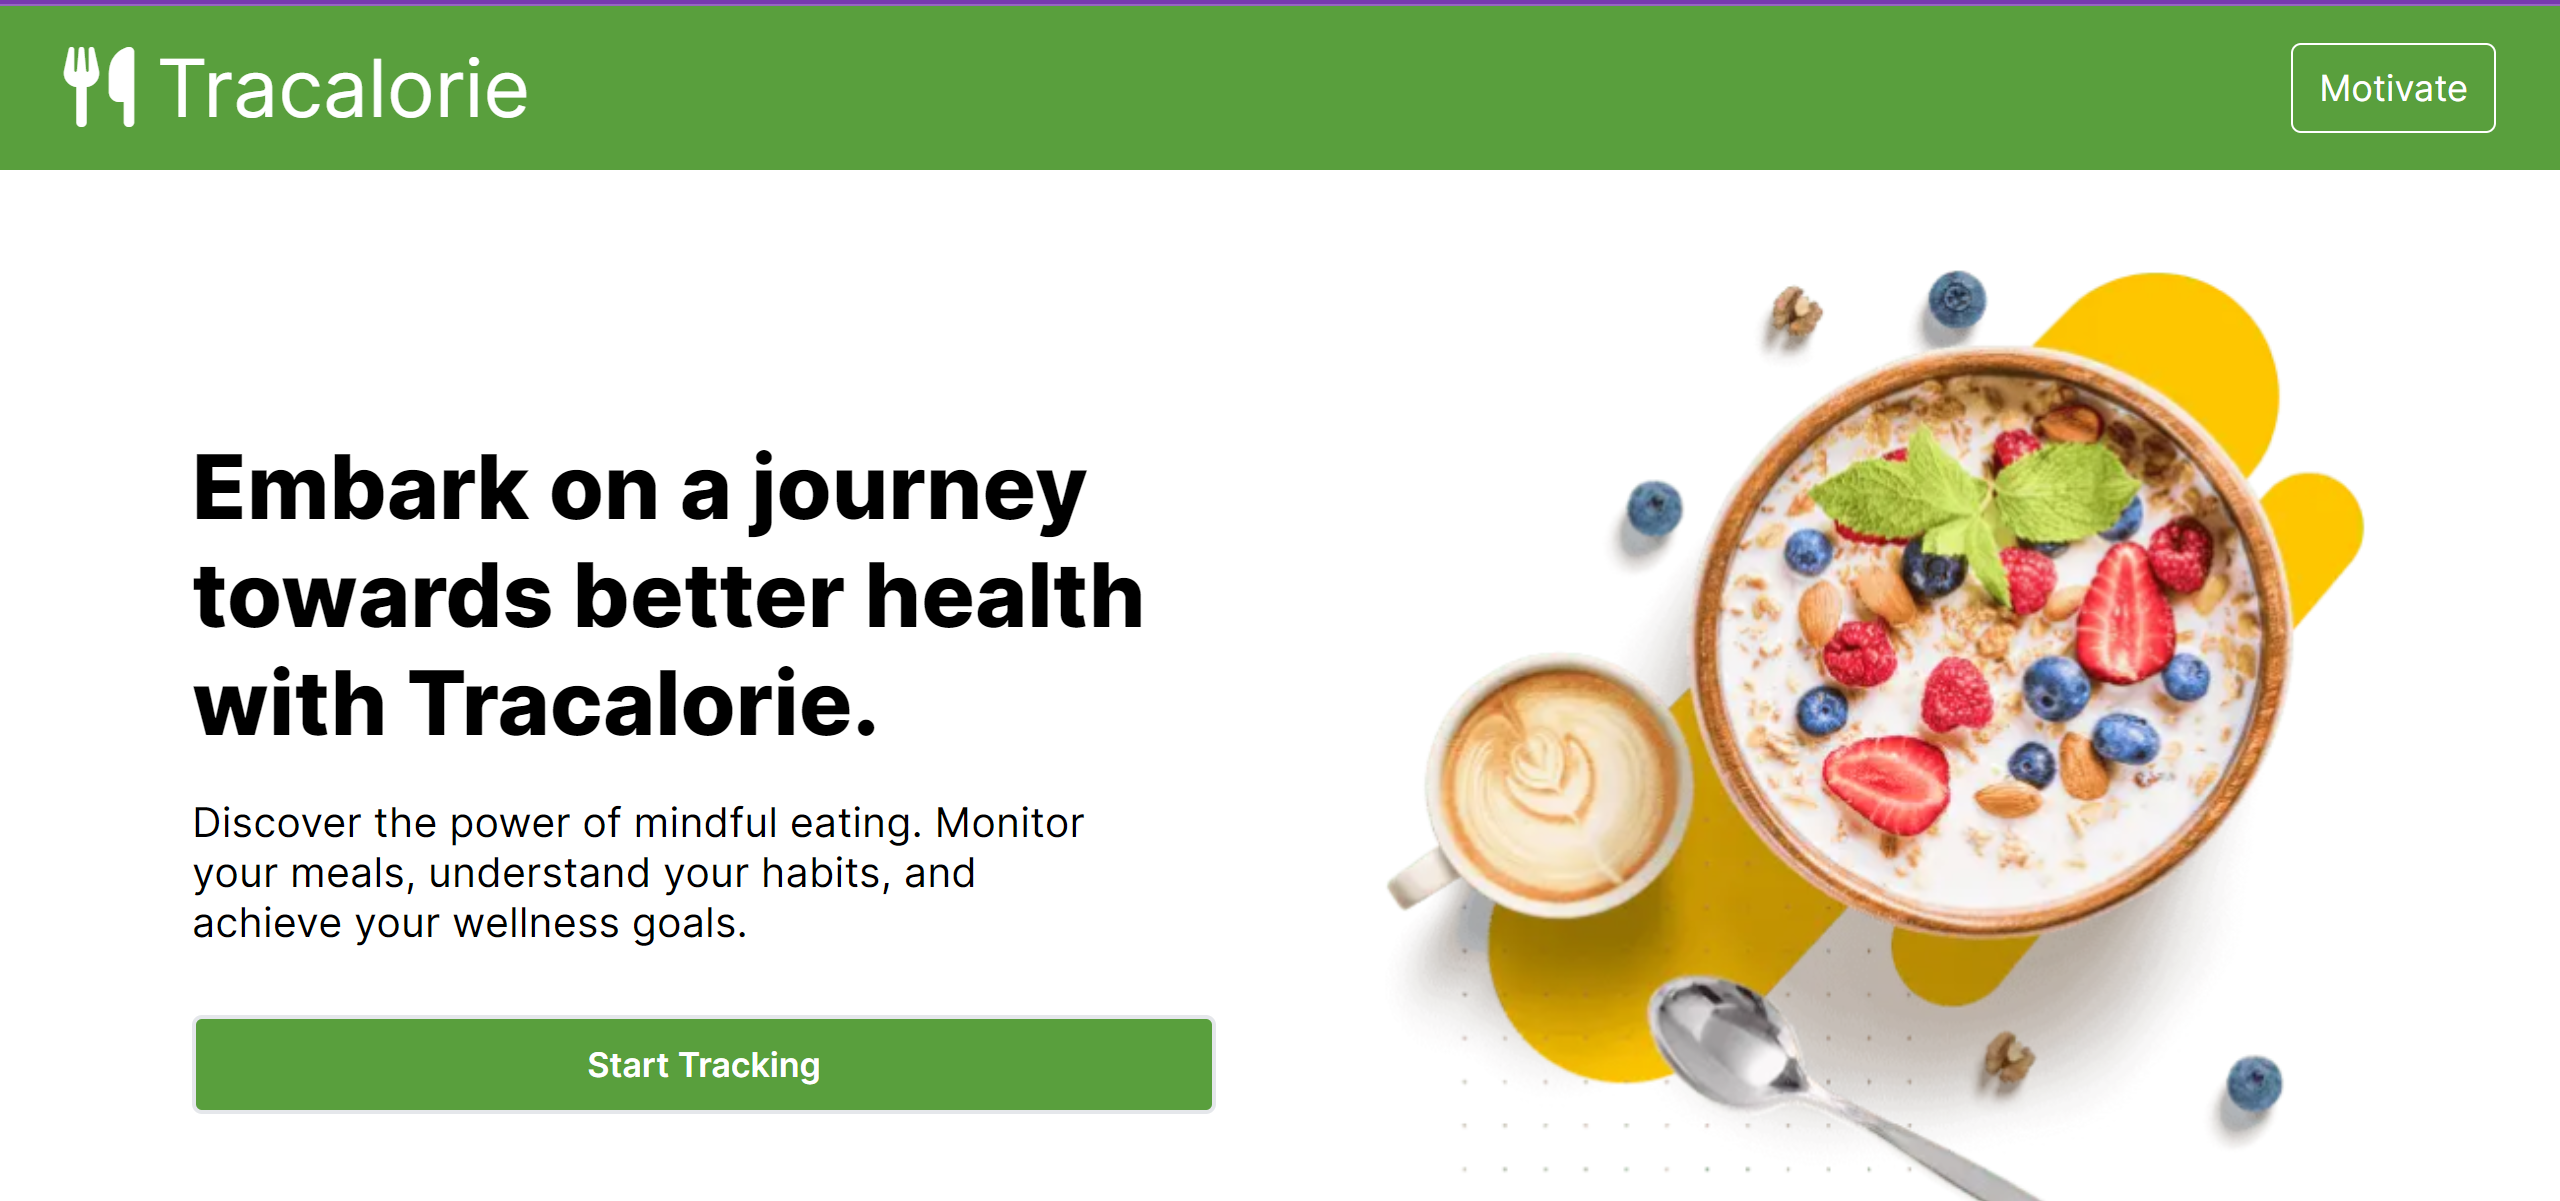 Tracalorie
Motivate
Embark on a journey
towards better health
with Tracalorie.
Discover the power of mindful eating. Monitor
your meals, understand your habits, and
achieve your wellness goals.
Start Tracking